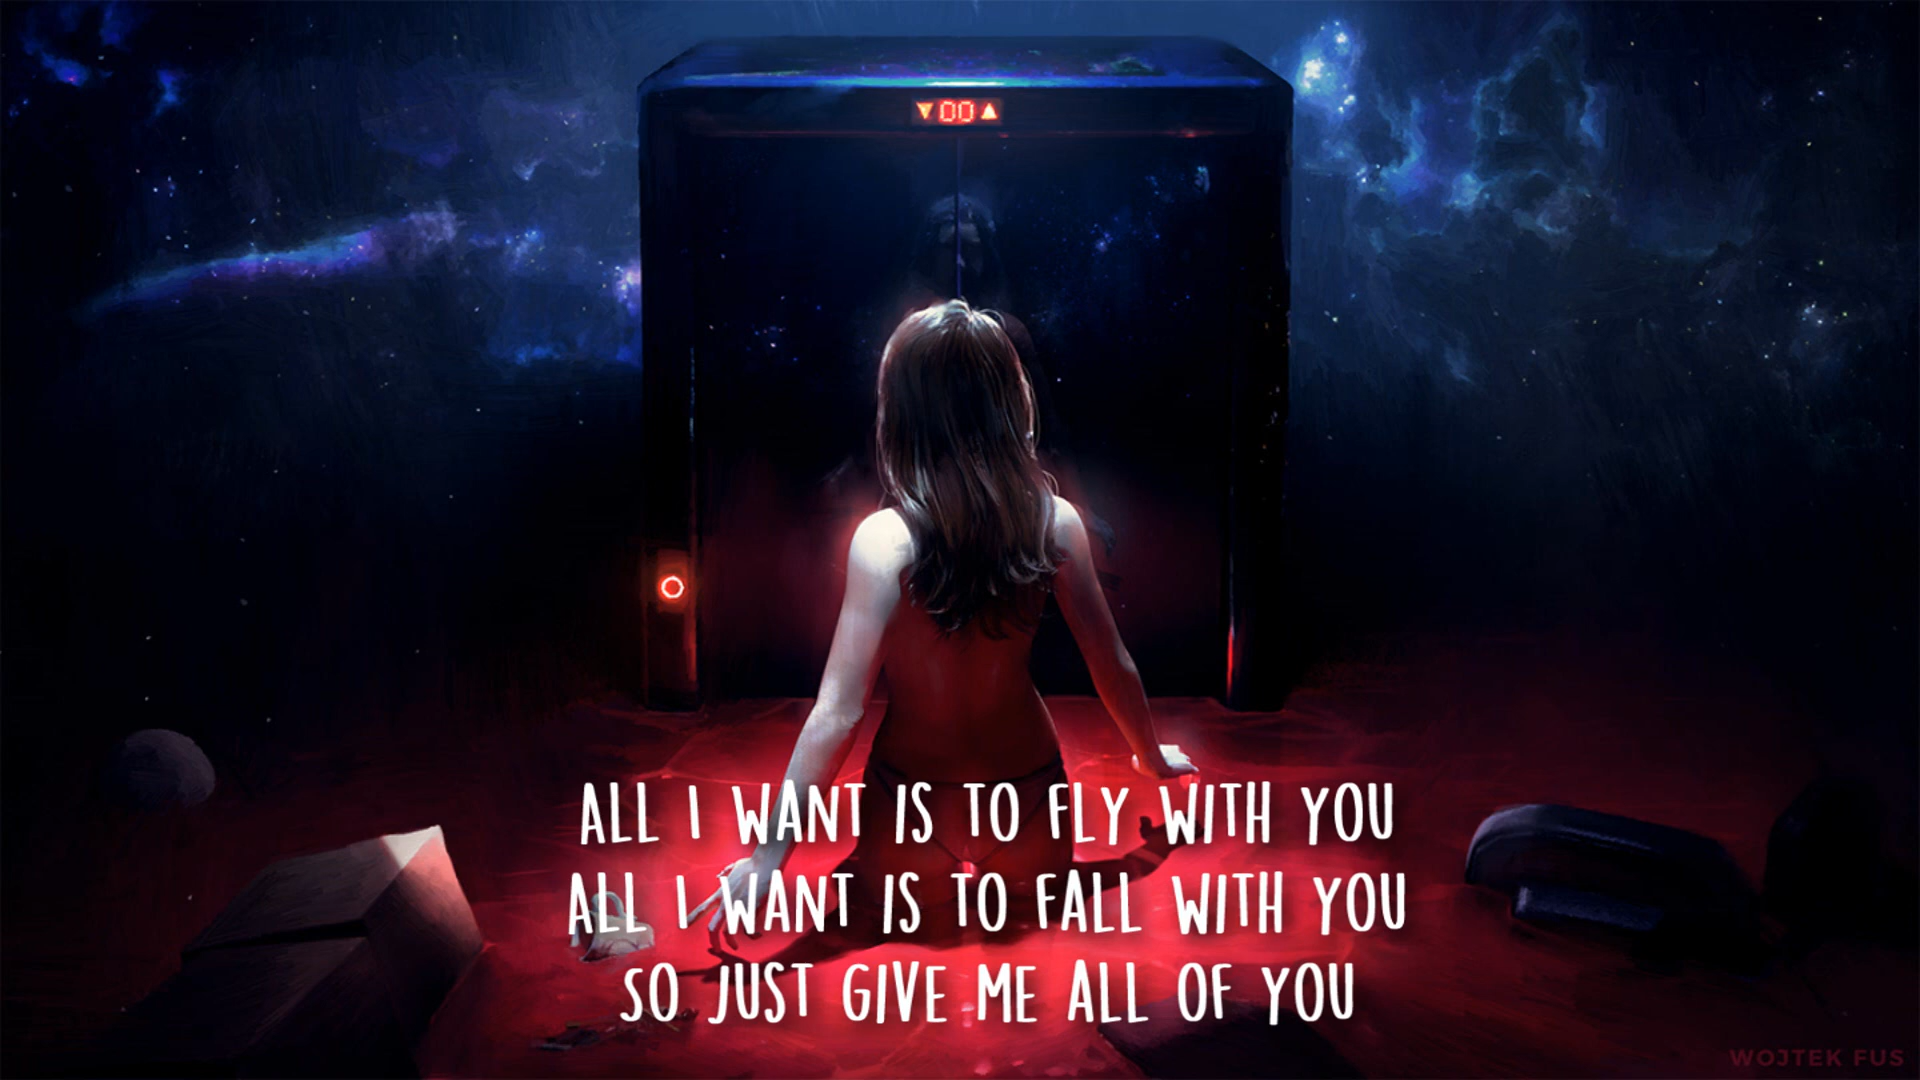 ▼00▲
ALL I WANT IS TO FLY WITH YOU
ALL I WANT IS TO FALL WITH YOU
SO JUST GIVE ME ALL OF YOU
WOJTEK FUS